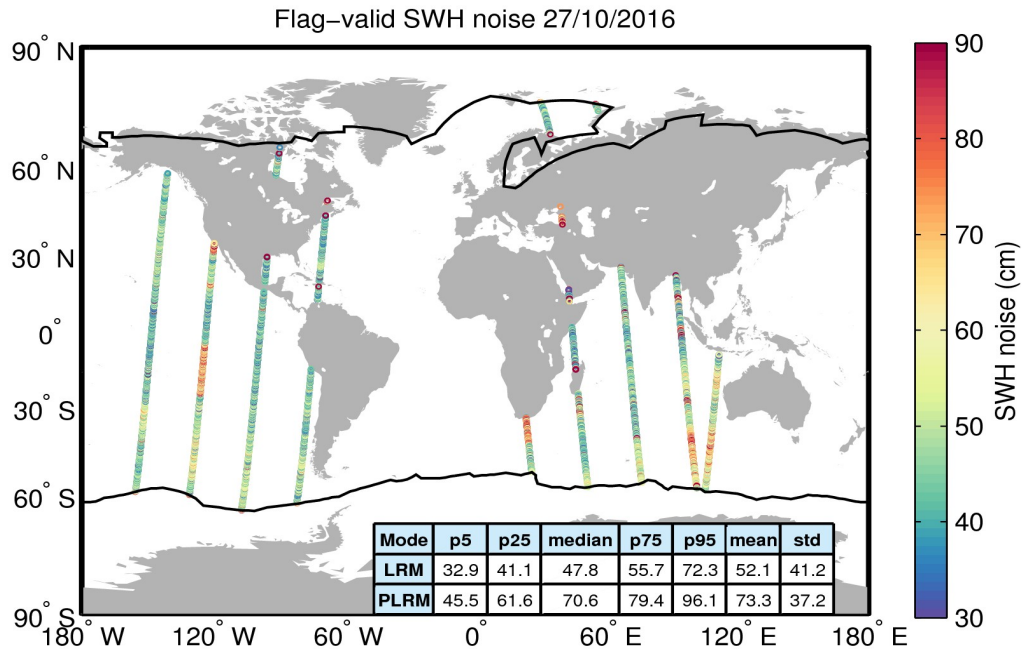 Flag−valid SWH noise 27/10/2016
90° N
60° N
30° N
0°
30° S
60° S
90° S
180° W
120° W
60° W
0°
60° E
120° E
180° E
Mode p5 p25 median p75 p95 mean std
LRM 32.9 41.1 47.8 55.7 72.3 52.1 41.2
PLRM 45.5 61.6 70.6 79.4 96.1 73.3 37.2
90
80
70
60
50
40
30
SWH noise (cm)